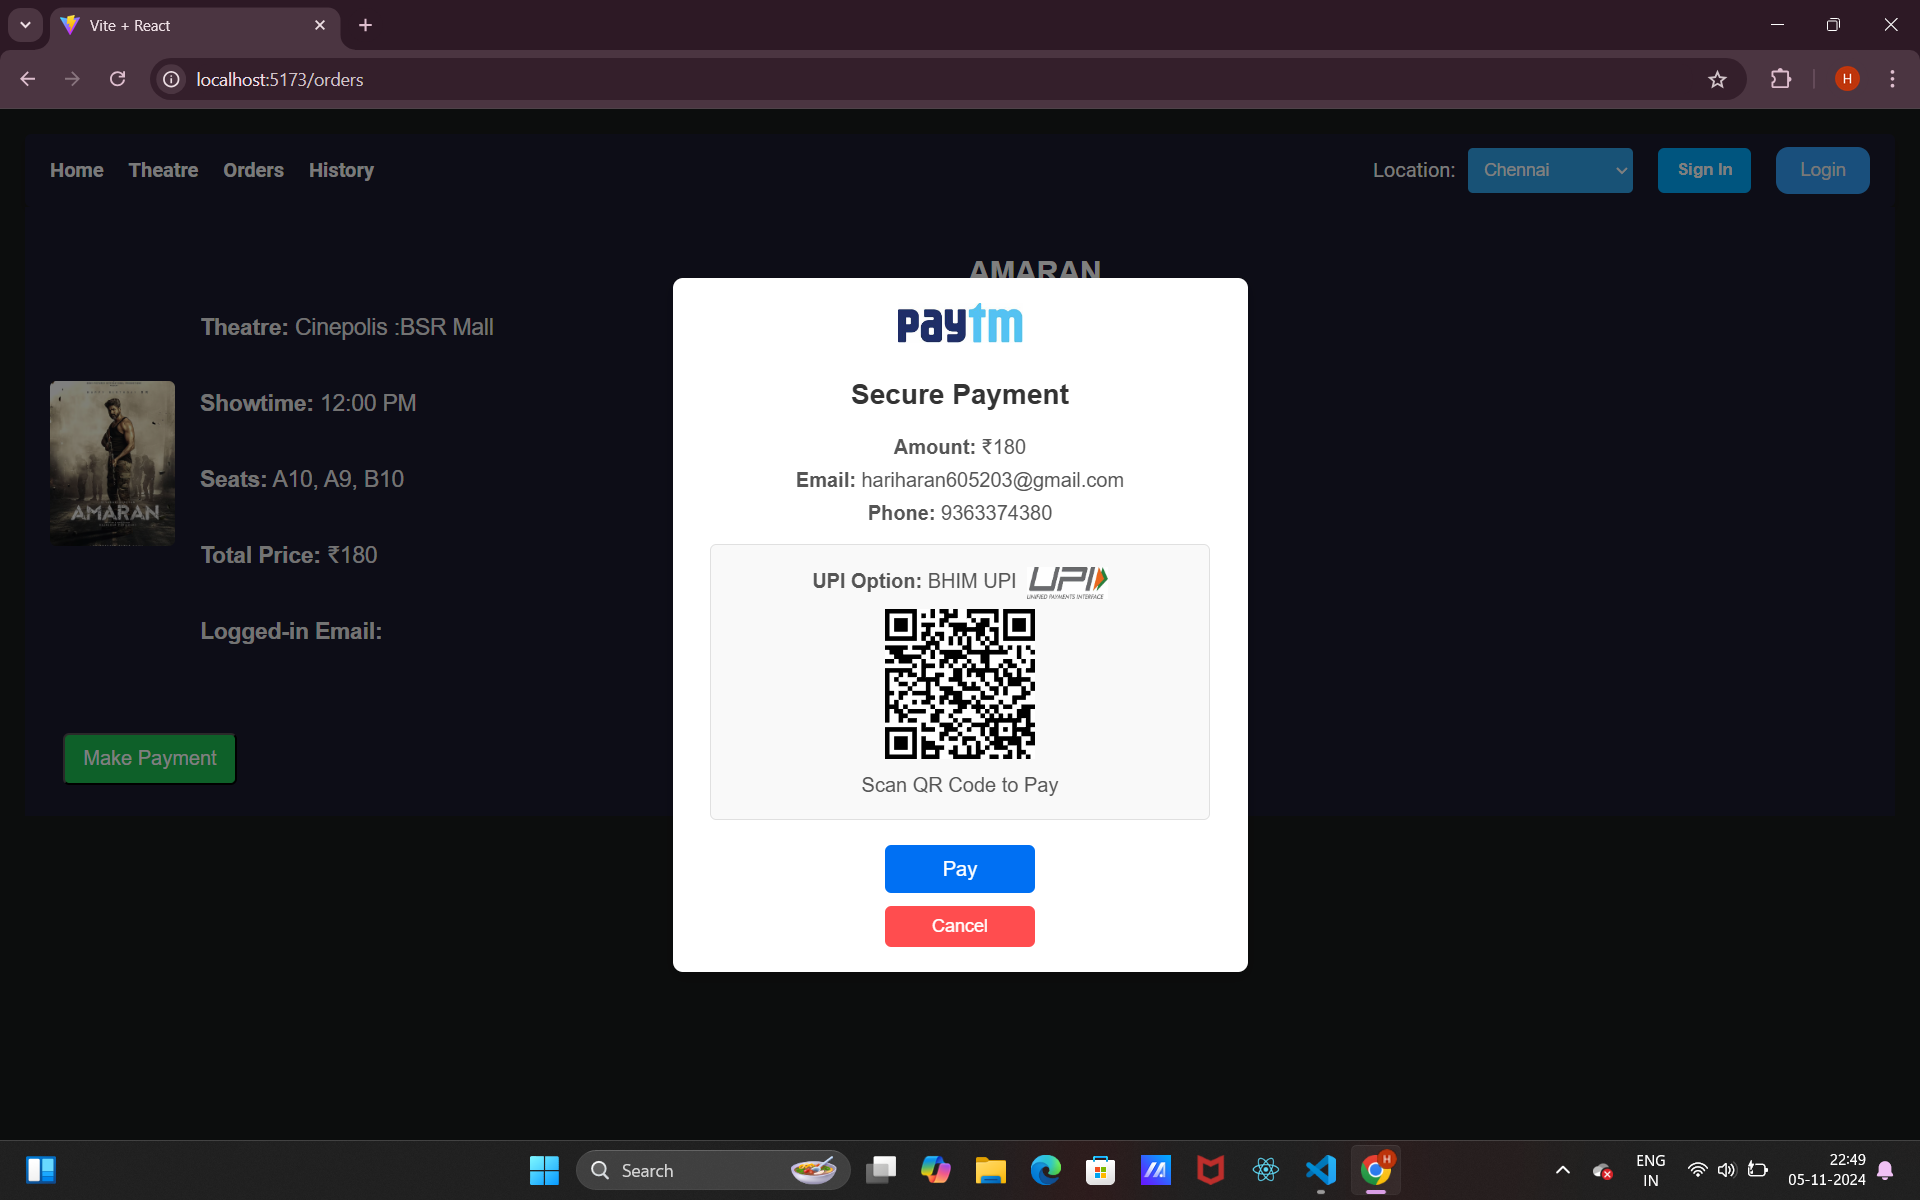 Vite + React
localhost:5173/orders
H
Home Theatre Orders History
Location: Chennai Sign In Login
AMARAN
Theatre: Cinepolis :BSR Mall
Showtime: 12:00 PM
Seats: A10, A9, B10
Total Price: ₹180
Logged-in Email:
AMARAN
Make Payment
paytm
Secure Payment
Amount: ₹180
Email: hariharan605203@gmail.com
Phone: 9363374380
UPI Option: BHIM UPI UPI
UNIFIED PAYMENTS INTERFACE
Scan QR Code to Pay
Pay
Cancel
Search
H
ENG
IN
22:49
05-11-2024